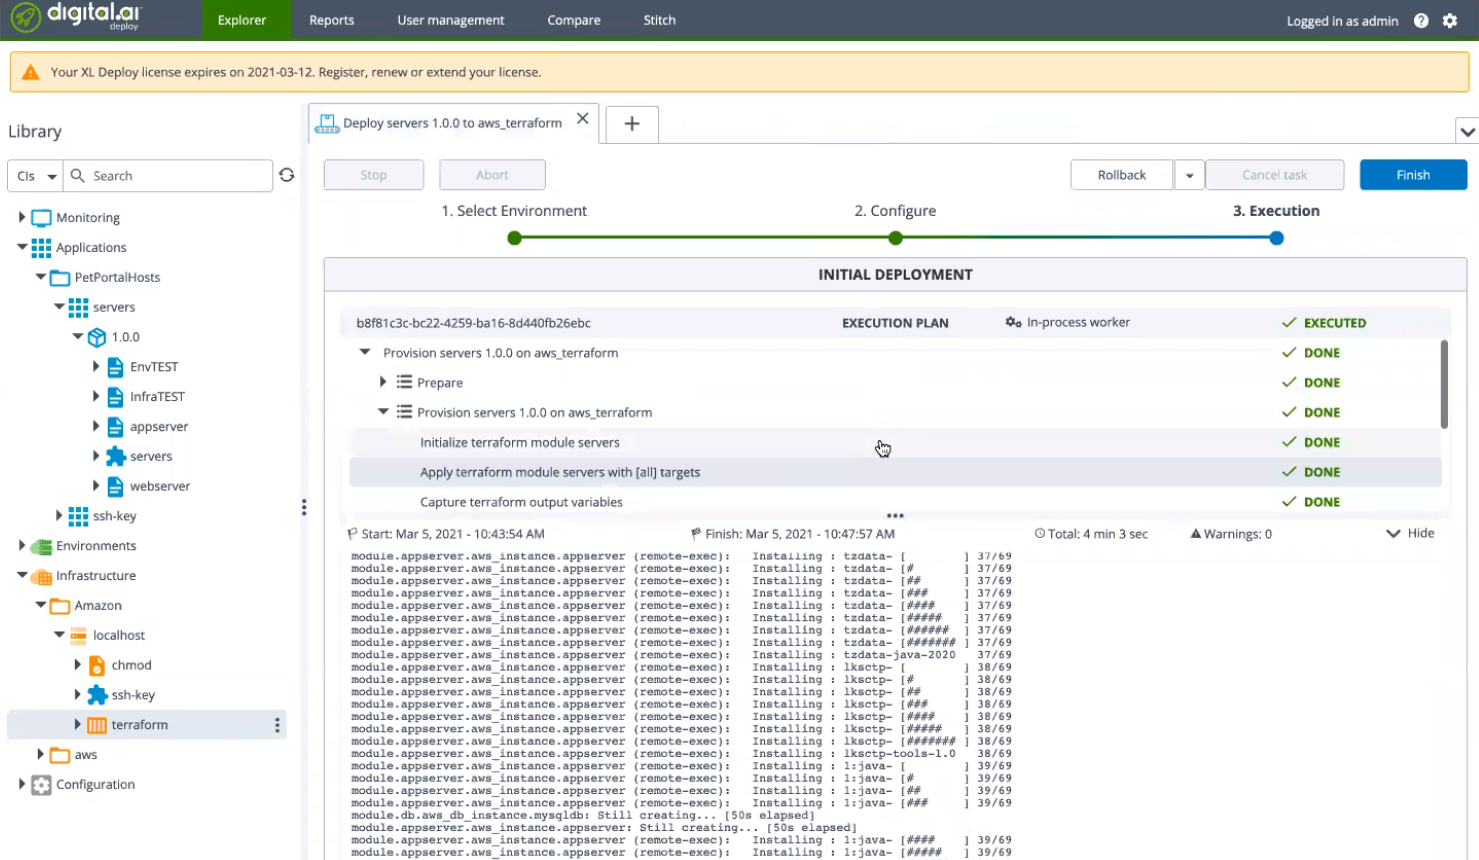 digital.ai
deploy
Explorer
Reports
User management
Compare
Stitch
Logged in as admin
Your XL Deploy license expires on 2021-03-12. Register, renew or extend your license.
Library
CIs
Search
Monitoring
Applications
PetPortalHosts
servers
1.0.0
EnvTEST
InfraTEST
appserver
servers
webserver
ssh-key
Environments
Infrastructure
Amazon
localhost
chmod
ssh-key
terraform
aws
Configuration
Deploy servers 1.0.0 to aws_terraform
Stop
Abort
Rollback
Cancel task
Finish
1. Select Environment
2. Configure
3. Execution
INITIAL DEPLOYMENT
b8f81c3c-bc22-4259-ba16-8d440fb26ebc EXECUTION PLAN In-process worker EXECUTED
Provision servers 1.0.0 on aws_terraform DONE
Prepare DONE
Provision servers 1.0.0 on aws_terraform DONE
Initialize terraform module servers DONE
Apply terraform module servers with [all] targets DONE
Capture terraform output variables DONE
Start: Mar 5, 2021 - 10:43:54 AM Finish: Mar 5, 2021 - 10:47:57 AM Total: 4 min 3 sec Warnings: 0 Hide
module.appserver.aws_instance.appserver (remote-exec): Installing : tzdata- [ ] 37/69
module.appserver.aws_instance.appserver (remote-exec): Installing : tzdata- [# ] 37/69
module.appserver.aws_instance.appserver (remote-exec): Installing : tzdata- [## ] 37/69
module.appserver.aws_instance.appserver (remote-exec): Installing : tzdata- [### ] 37/69
module.appserver.aws_instance.appserver (remote-exec): Installing : tzdata- [#### ] 37/69
module.appserver.aws_instance.appserver (remote-exec): Installing : tzdata- [##### ] 37/69
module.appserver.aws_instance.appserver (remote-exec): Installing : tzdata- [###### ] 37/69
module.appserver.aws_instance.appserver (remote-exec): Installing : tzdata- [####### ] 37/69
module.appserver.aws_instance.appserver (remote-exec): Installing : tzdata-java-2020 37/69
module.appserver.aws_instance.appserver (remote-exec): Installing : lksctp- [ ] 38/69
module.appserver.aws_instance.appserver (remote-exec): Installing : lksctp- [# ] 38/69
module.appserver.aws_instance.appserver (remote-exec): Installing : lksctp- [## ] 38/69
module.appserver.aws_instance.appserver (remote-exec): Installing : lksctp- [### ] 38/69
module.appserver.aws_instance.appserver (remote-exec): Installing : lksctp- [#### ] 38/69
module.appserver.aws_instance.appserver (remote-exec): Installing : lksctp- [##### ] 38/69
module.appserver.aws_instance.appserver (remote-exec): Installing : lksctp- [####### ] 38/69
module.appserver.aws_instance.appserver (remote-exec): Installing : lksctp-tools-1.0 38/69
module.appserver.aws_instance.appserver (remote-exec): Installing : 1:java- [ ] 39/69
module.appserver.aws_instance.appserver (remote-exec): Installing : 1:java- [# ] 39/69
module.appserver.aws_instance.appserver (remote-exec): Installing : 1:java- [## ] 39/69
module.appserver.aws_instance.appserver (remote-exec): Installing : 1:java- [### ] 39/69
module.db.aws_db_instance.mysqldb: Still creating... [50s elapsed]
module.appserver.aws_instance.appserver: Still creating... [50s elapsed]
module.appserver.aws_instance.appserver (remote-exec): Installing : 1:java- [#### ] 39/69
module.appserver.aws_instance.appserver (remote-exec): Installing : 1:java- [##### ] 39/69